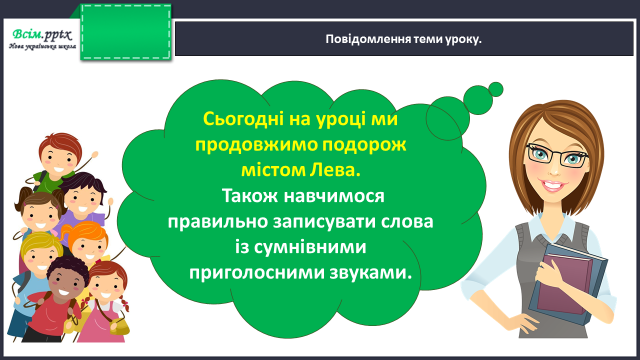 Всім.pptx
Нова українська школа
Повідомлення теми уроку.
Сьогодні на уроці ми
продовжимо подорож
містом Лева.
Також навчимося
правильно записувати слова
із сумнівними
приголосними звуками.